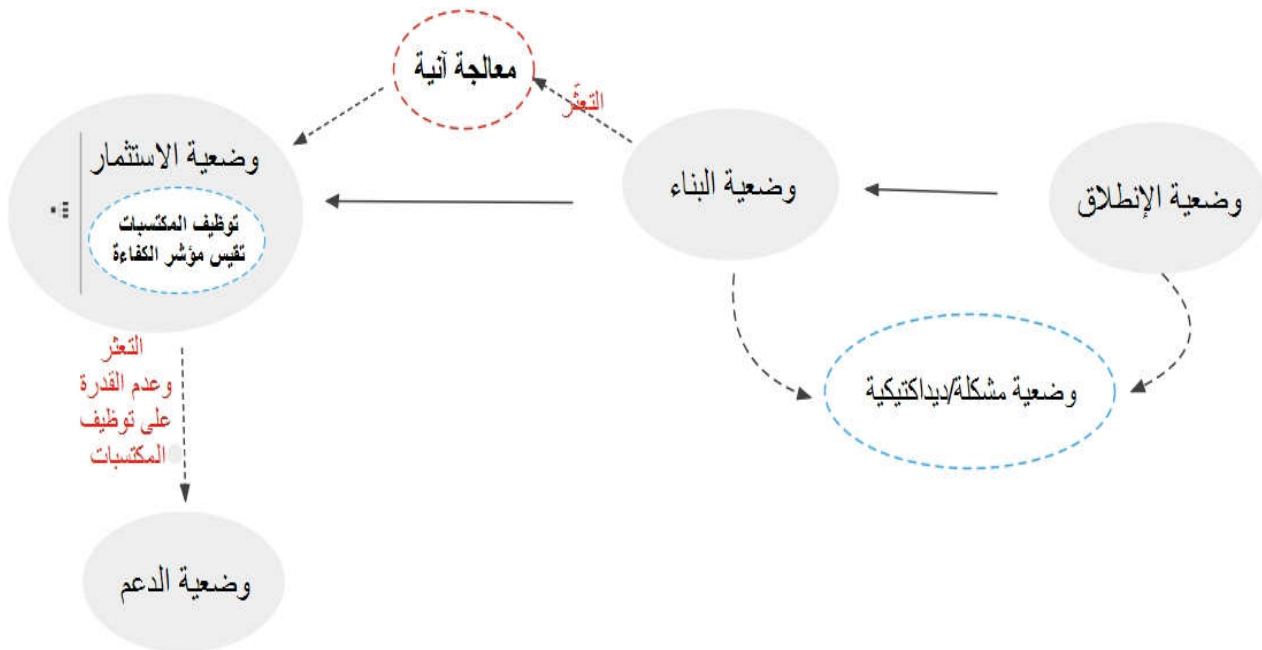 معالجة آنية
التعثّر
وضعية الإنطلاق
وضعية البناء
وضعية الاستثمار
توظيف المكتسبات
تقيس مؤشر الكفاءة
وضعية مشكلة/ديداكتيكية
التعثر
وعدم القدرة
على توظيف
المكتسبات
وضعية الدعم